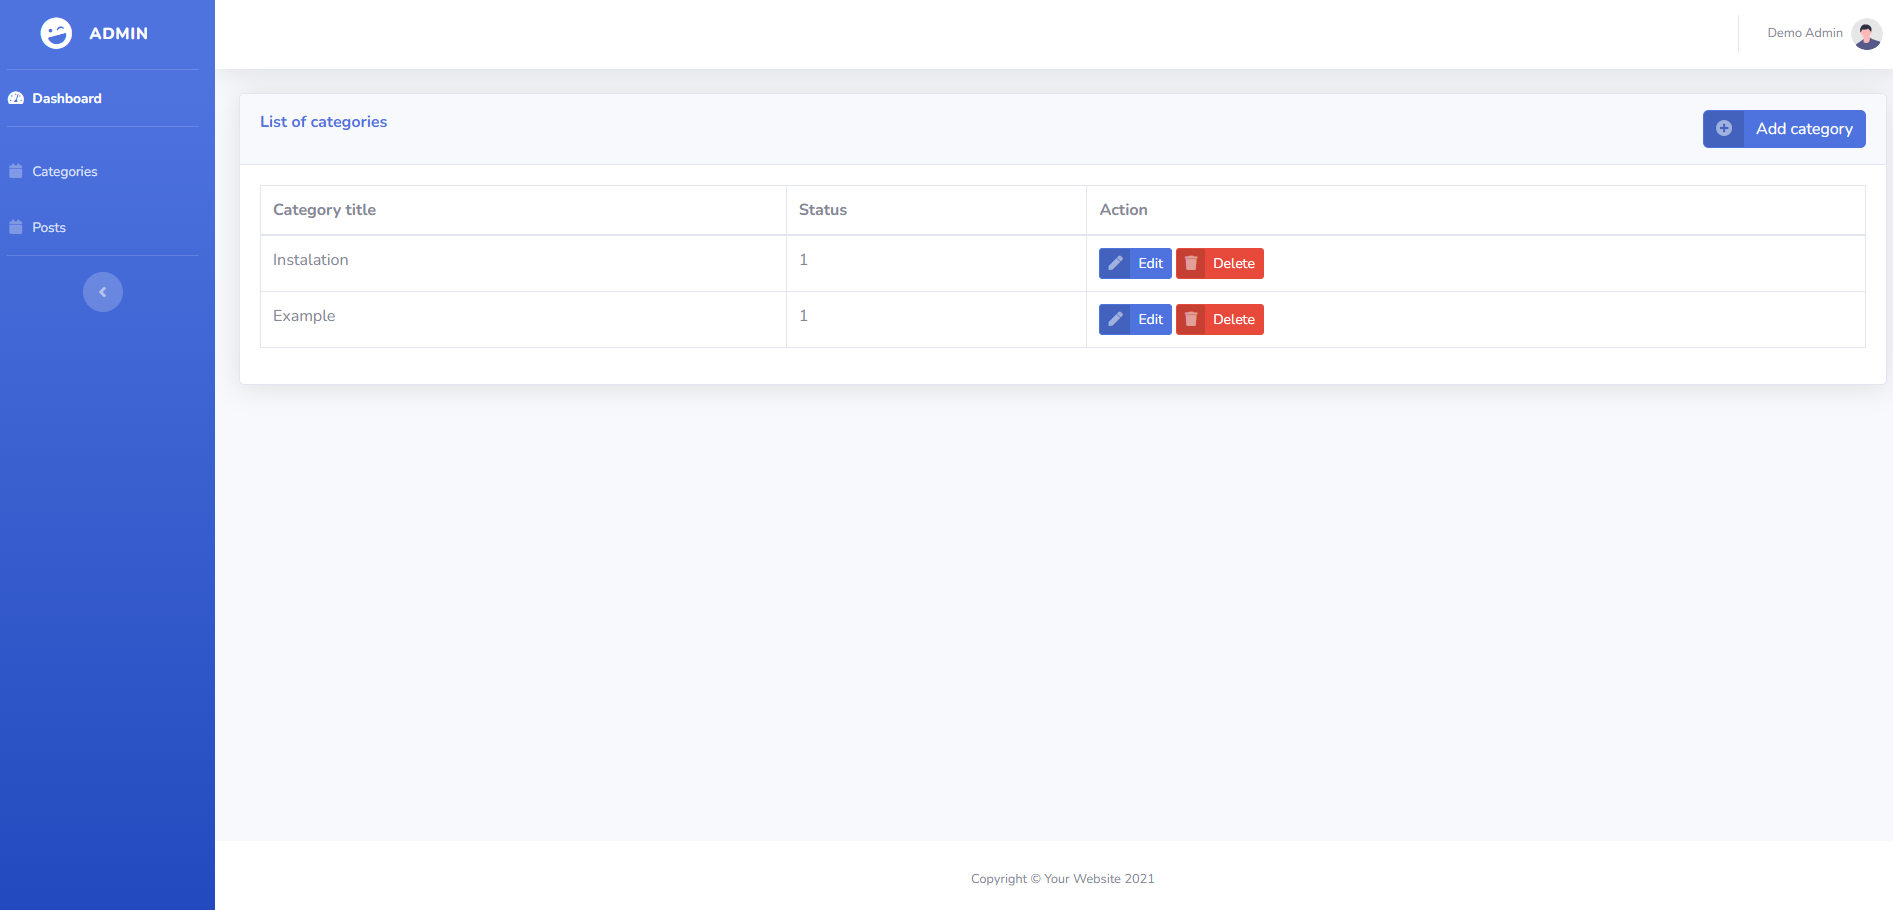 ADMIN
Demo Admin
Dashboard
Categories
Posts
List of categories
Add category
Category title Status Action
Instalation 1 Edit Delete
Example 1 Edit Delete
Copyright © Your Website 2021